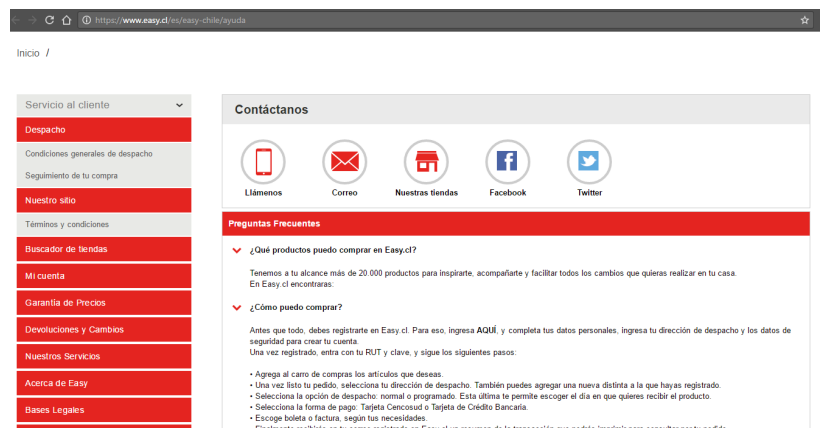 https://www.easy.cl/es/easy-chile/ayuda
Inicio /
Servicio al cliente
Despacho
Condiciones generales de despacho
Seguimiento de tu compra
Nuestro sitio
Términos y condiciones
Buscador de tiendas
Mi cuenta
Garantía de Precios
Devoluciones y Cambios
Nuestros Servicios
Acerca de Easy
Bases Legales
Contáctanos
Llámenos
Correo
Nuestras tiendas
Facebook
Twitter
Preguntas Frecuentes
¿Qué productos puedo comprar en Easy.cl?
Tenemos a tu alcance más de 20.000 productos para inspirarte, acompañarte y facilitar todos los cambios que quieras realizar en tu casa.
En Easy.cl encontraras:
¿Cómo puedo comprar?
Antes que todo, debes registrarte en Easy.cl. Para eso, ingresa AQUÍ, y completa tus datos personales, ingresa tu dirección de despacho y los datos de
seguridad para crear tu cuenta.
Una vez registrado, entra con tu RUT y clave, y sigue los siguientes pasos:
• Agrega al carro de compras los artículos que deseas.
• Una vez listo tu pedido, selecciona tu dirección de despacho. También puedes agregar una nueva distinta a la que hayas registrado.
• Selecciona la opción de despacho: normal o programado. Esta última te permite escoger el día en que quieres recibir el producto.
• Selecciona la forma de pago: Tarjeta Cencosud o Tarjeta de Crédito Bancaria.
• Escoge boleta o factura, según tus necesidades.